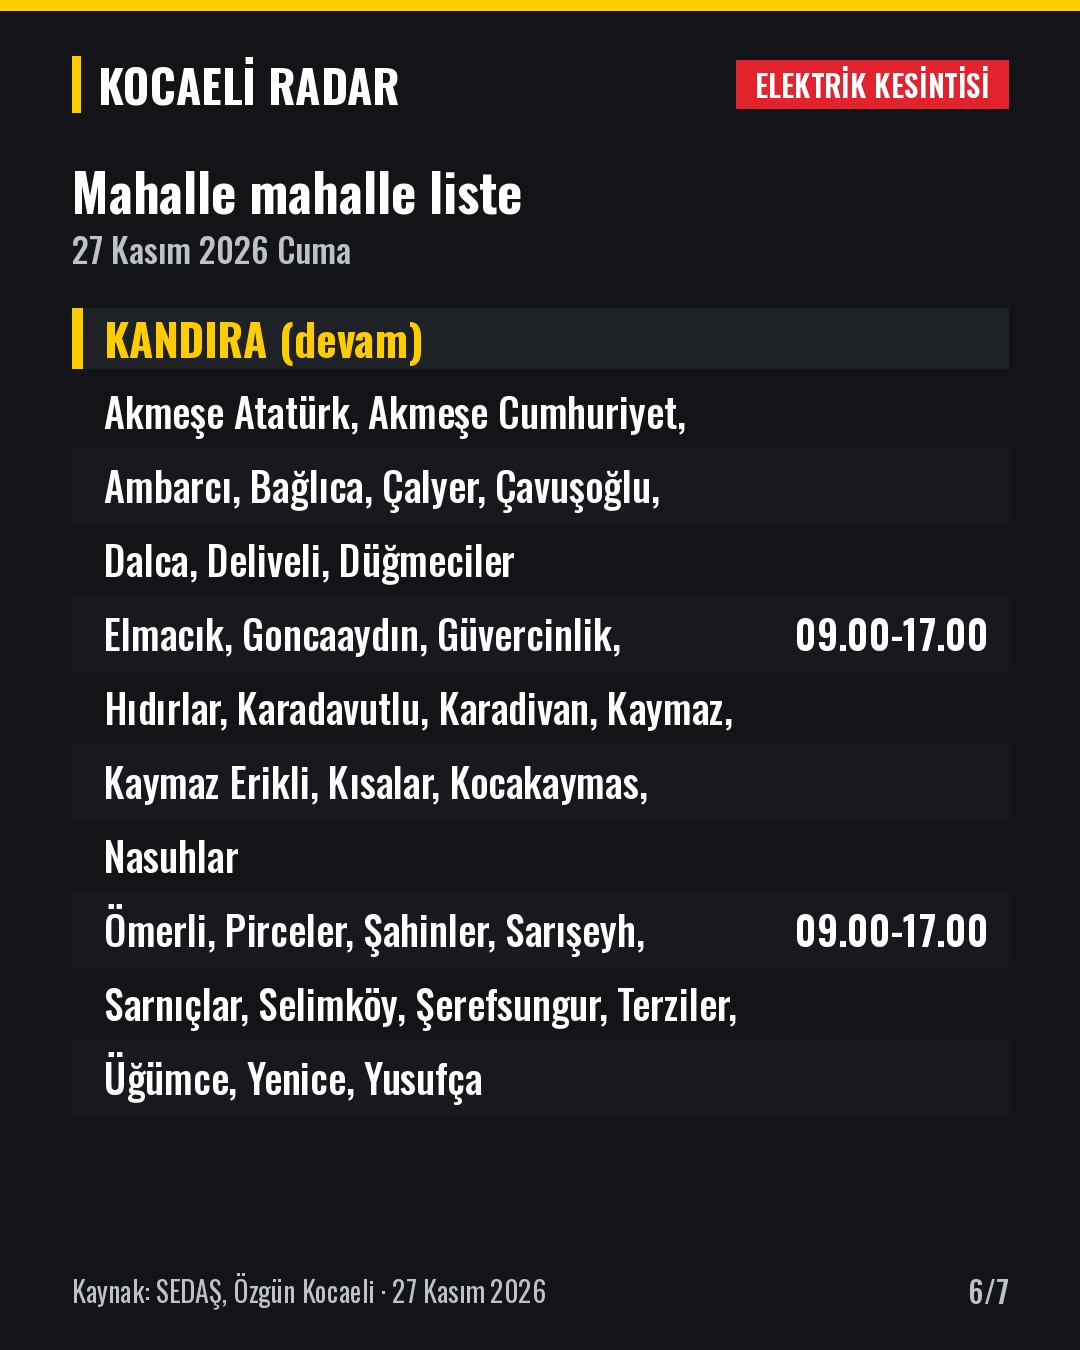 KOCAELİ RADAR
ELEKTRİK KESİNTİSİ
Mahalle mahalle liste
27 Kasım 2026 Cuma
KANDIRA (devam)
Akmeşe Atatürk, Akmeşe Cumhuriyet,
Ambarcı, Bağlıca, Çalyer, Çavuşoğlu,
Dalca, Deliveli, Düğmeciler
Elmacık, Goncaaydın, Güvercinlik, 09.00-17.00
Hıdırlar, Karadavutlu, Karadivan, Kaymaz,
Kaymaz Erikli, Kısalar, Kocakaymas,
Nasuhlar
Ömerli, Pirceler, Şahinler, Sarışeyh, 09.00-17.00
Sarnıçlar, Selimköy, Şerefsungur, Terziler,
Üğümce, Yenice, Yusufça
Kaynak: SEDAŞ, Özgün Kocaeli · 27 Kasım 2026
6/7